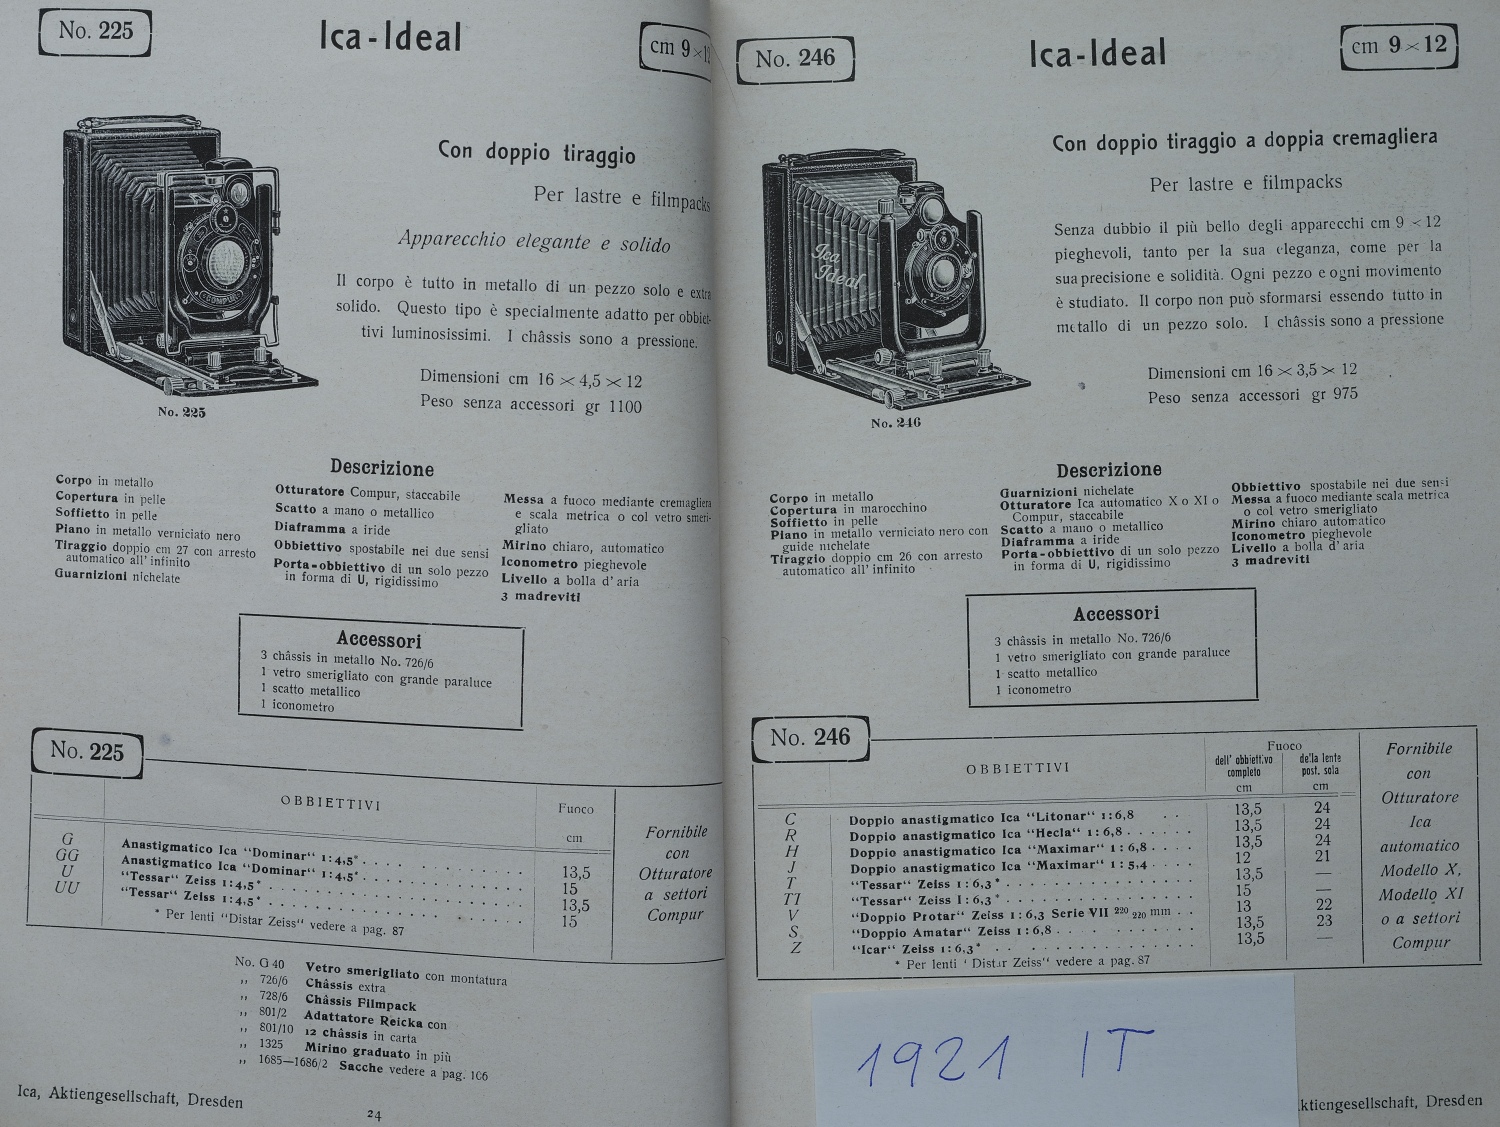 No. 225
Ica-Ideal
cm 9×12
Con doppio tiraggio
Per lastre e filmpacks
Apparecchio elegante e solido
Il corpo è tutto in metallo di un pezzo solo e extra
solido. Questo tipo è specialmente adatto per obbiet-
tivi luminosissimi. I châssis sono a pressione.
Dimensioni cm 16 × 4,5 × 12
Peso senza accessori gr 1100
COMPUR
No. 225
Descrizione
Corpo in metallo
Copertura in pelle
Soffietto in pelle
Piano in metallo verniciato nero
Tiraggio doppio cm 27 con arresto
automatico all' infinito
Guarnizioni nichelate
Otturatore Compur, staccabile
Scatto a mano o metallico
Diaframma a iride
Obbiettivo spostabile nei due sensi
Porta-obbiettivo di un solo pezzo
in forma di U, rigidissimo
Messa a fuoco mediante cremagliera
e scala metrica o col vetro smeri-
gliato
Mirino chiaro, automatico
Iconometro pieghevole
Livello a bolla d' aria
3 madreviti
Accessori
3 châssis in metallo No. 726/6
1 vetro smerigliato con grande paraluce
1 scatto metallico
1 iconometro
No. 225
OBBIETTIVI
Fuoco
cm
G Anastigmatico Ica "Dominar" 1:4,5* 13,5
GG Anastigmatico Ica "Dominar" 1:4,5* 15
U "Tessar" Zeiss 1:4,5* 13,5
UU "Tessar" Zeiss 1:4,5* 15
* Per lenti "Distar Zeiss" vedere a pag. 87
Fornibile
con
Otturatore
a settori
Compur
No. G 40 Vetro smerigliato con montatura
,, 726/6 Châssis extra
,, 728/6 Châssis Filmpack
,, 801/2 Adattatore Reicka con
,, 801/10 12 châssis in carta
,, 1325 Mirino graduato in più
,, 1685—1686/2 Sacche vedere a pag. 106
Ica, Aktiengesellschaft, Dresden
24
No. 246
Ica-Ideal
cm 9×12
Con doppio tiraggio a doppia cremagliera
Per lastre e filmpacks
Senza dubbio il più bello degli apparecchi cm 9 × 12
pieghevoli, tanto per la sua eleganza, come per la
sua precisione e solidità. Ogni pezzo e ogni movimento
è studiato. Il corpo non può sformarsi essendo tutto in
metallo di un pezzo solo. I châssis sono a pressione
Dimensioni cm 16 × 3,5 × 12
Peso senza accessori gr 975
Ica
Ideal
No. 246
Descrizione
Corpo in metallo
Copertura in marocchino
Soffietto in pelle
Piano in metallo verniciato nero con
guide nichelate
Tiraggio doppio cm 26 con arresto
automatico all' infinito
Guarnizioni nichelate
Otturatore Ica automatico X o XI o
Compur, staccabile
Scatto a mano o metallico
Diaframma a iride
Porta-obbiettivo di un solo pezzo
in forma di U, rigidissimo
Obbiettivo spostabile nei due sensi
Messa a fuoco mediante scala metrica
o col vetro smerigliato
Mirino chiaro automatico
Iconometro pieghevole
Livello a bolla d' aria
3 madreviti
Accessori
3 châssis in metallo No. 726/6
1 vetro smerigliato con grande paraluce
1 scatto metallico
1 iconometro
No. 246
OBBIETTIVI
Fuoco
dell' obbiettivo completo cm
della lente post. sola cm
C Doppio anastigmatico Ica "Litonar" 1:6,8 13,5 24
R Doppio anastigmatico Ica "Hecla" 1:6,8 13,5 24
H Doppio anastigmatico Ica "Maximar" 1:6,8 13,5 24
J Doppio anastigmatico Ica "Maximar" 1:5,4 12 21
T "Tessar" Zeiss 1:6,3* 13,5 —
TI "Tessar" Zeiss 1:6,3* 15 —
V "Doppio Protar" Zeiss 1:6,3 Serie VII 220 220 mm 13 22
S "Doppio Amatar" Zeiss 1:6,8 13,5 23
Z "Icar" Zeiss 1:6,3* 13,5 —
* Per lenti "Distar Zeiss" vedere a pag. 87
Fornibile
con
Otturatore
Ica
automatico
Modello X,
Modello XI
o a settori
Compur
1921 IT
ktiengesellschaft, Dresden